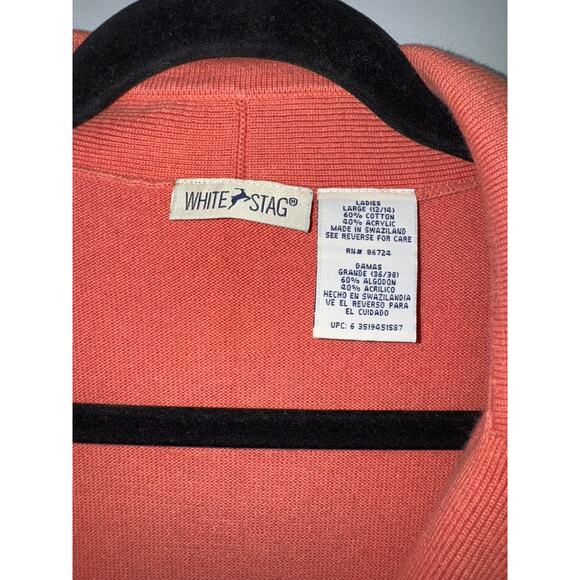 WHITE STAG®
LADIES
LARGE (12/14)
60% COTTON
40% ACRYLIC
MADE IN SWAZILAND
SEE REVERSE FOR CARE
RN# 86724
DAMAS
GRANDE (36/38)
60% ALGODON
40% ACRILICO
HECHO EN SWAZILANDIA
VE EL REVERSO PARA
EL CUIDADO
UPC: 6 3519451587